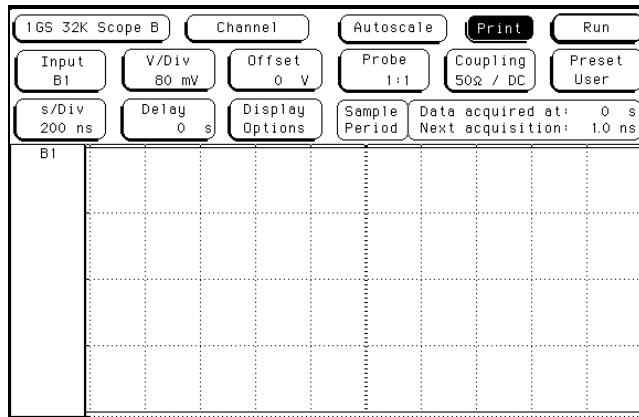 1GS 32K Scope B Channel Autoscale Print Run
Input V/Div Offset Probe Coupling Preset
B1 80 mV 0 V 1:1 50Ω / DC User
s/Div Delay Display Sample Data acquired at: 0 s
200 ns 0 s Options Period Next acquisition: 1.0 ns
B1